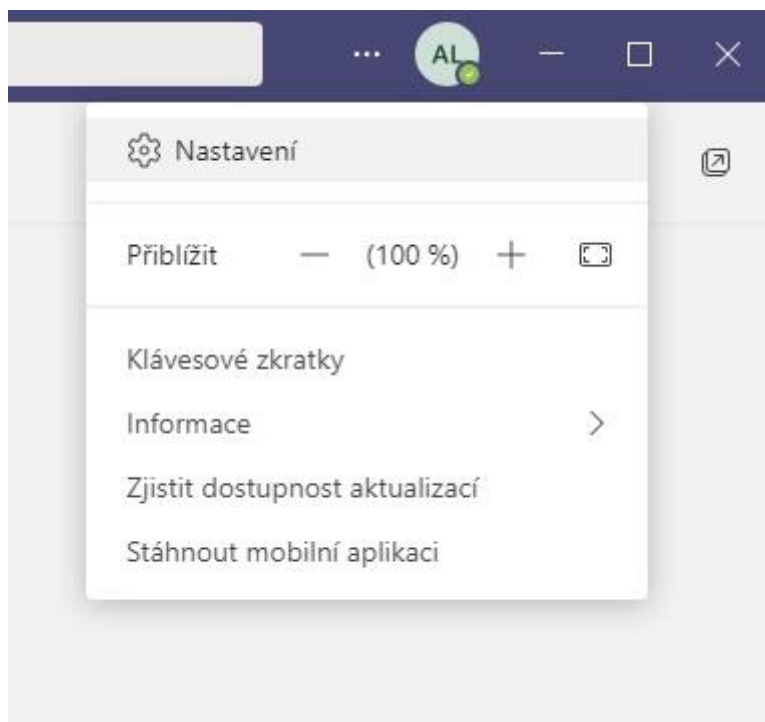 AL
Nastavení
Přiblížit — (100 %) +
Klávesové zkratky
Informace
Zjistit dostupnost aktualizací
Stáhnout mobilní aplikaci